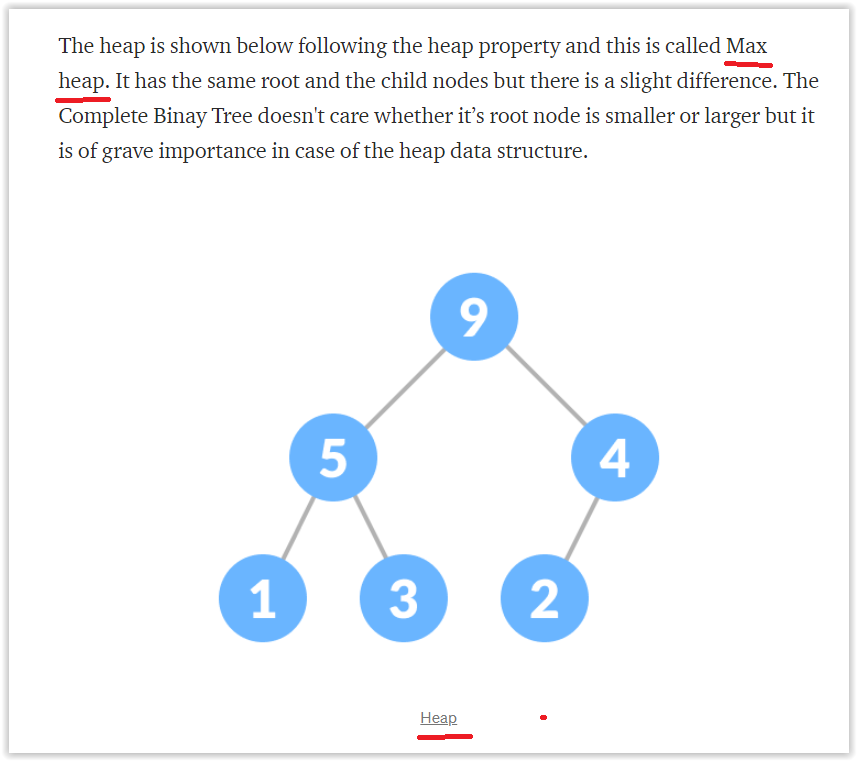 The heap is shown below following the heap property and this is called Max
heap. It has the same root and the child nodes but there is a slight difference. The
Complete Binay Tree doesn't care whether it’s root node is smaller or larger but it
is of grave importance in case of the heap data structure.
9
5
4
1
3
2
Heap